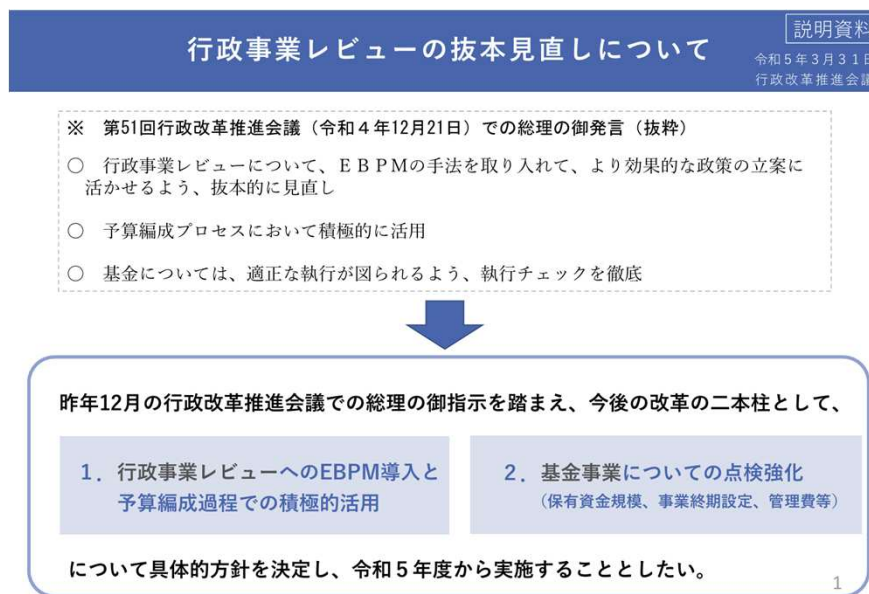 行政事業レビューの抜本見直しについて
説明資料
令和５年３月３１日
行政改革推進会議
※　第51回行政改革推進会議（令和４年12月21日）での総理の御発言（抜粋）
○　行政事業レビューについて、ＥＢＰＭの手法を取り入れて、より効果的な政策の立案に
活かせるよう、抜本的に見直し
○　予算編成プロセスにおいて積極的に活用
○　基金については、適正な執行が図られるよう、執行チェックを徹底
昨年12月の行政改革推進会議での総理の御指示を踏まえ、今後の改革の二本柱として、
１．行政事業レビューへのEBPM導入と
予算編成過程での積極的活用
２．基金事業についての点検強化
（保有資金規模、事業終期設定、管理費等）
について具体的方針を決定し、令和５年度から実施することとしたい。
1